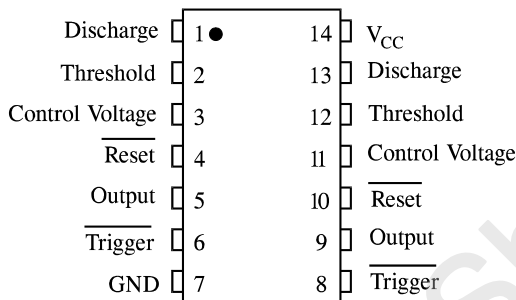 Discharge 1 14 V_CC
Threshold 2 13 Discharge
Control Voltage 3 12 Threshold
Reset 4 11 Control Voltage
Output 5 10 Reset
Trigger 6 9 Output
GND 7 8 Trigger